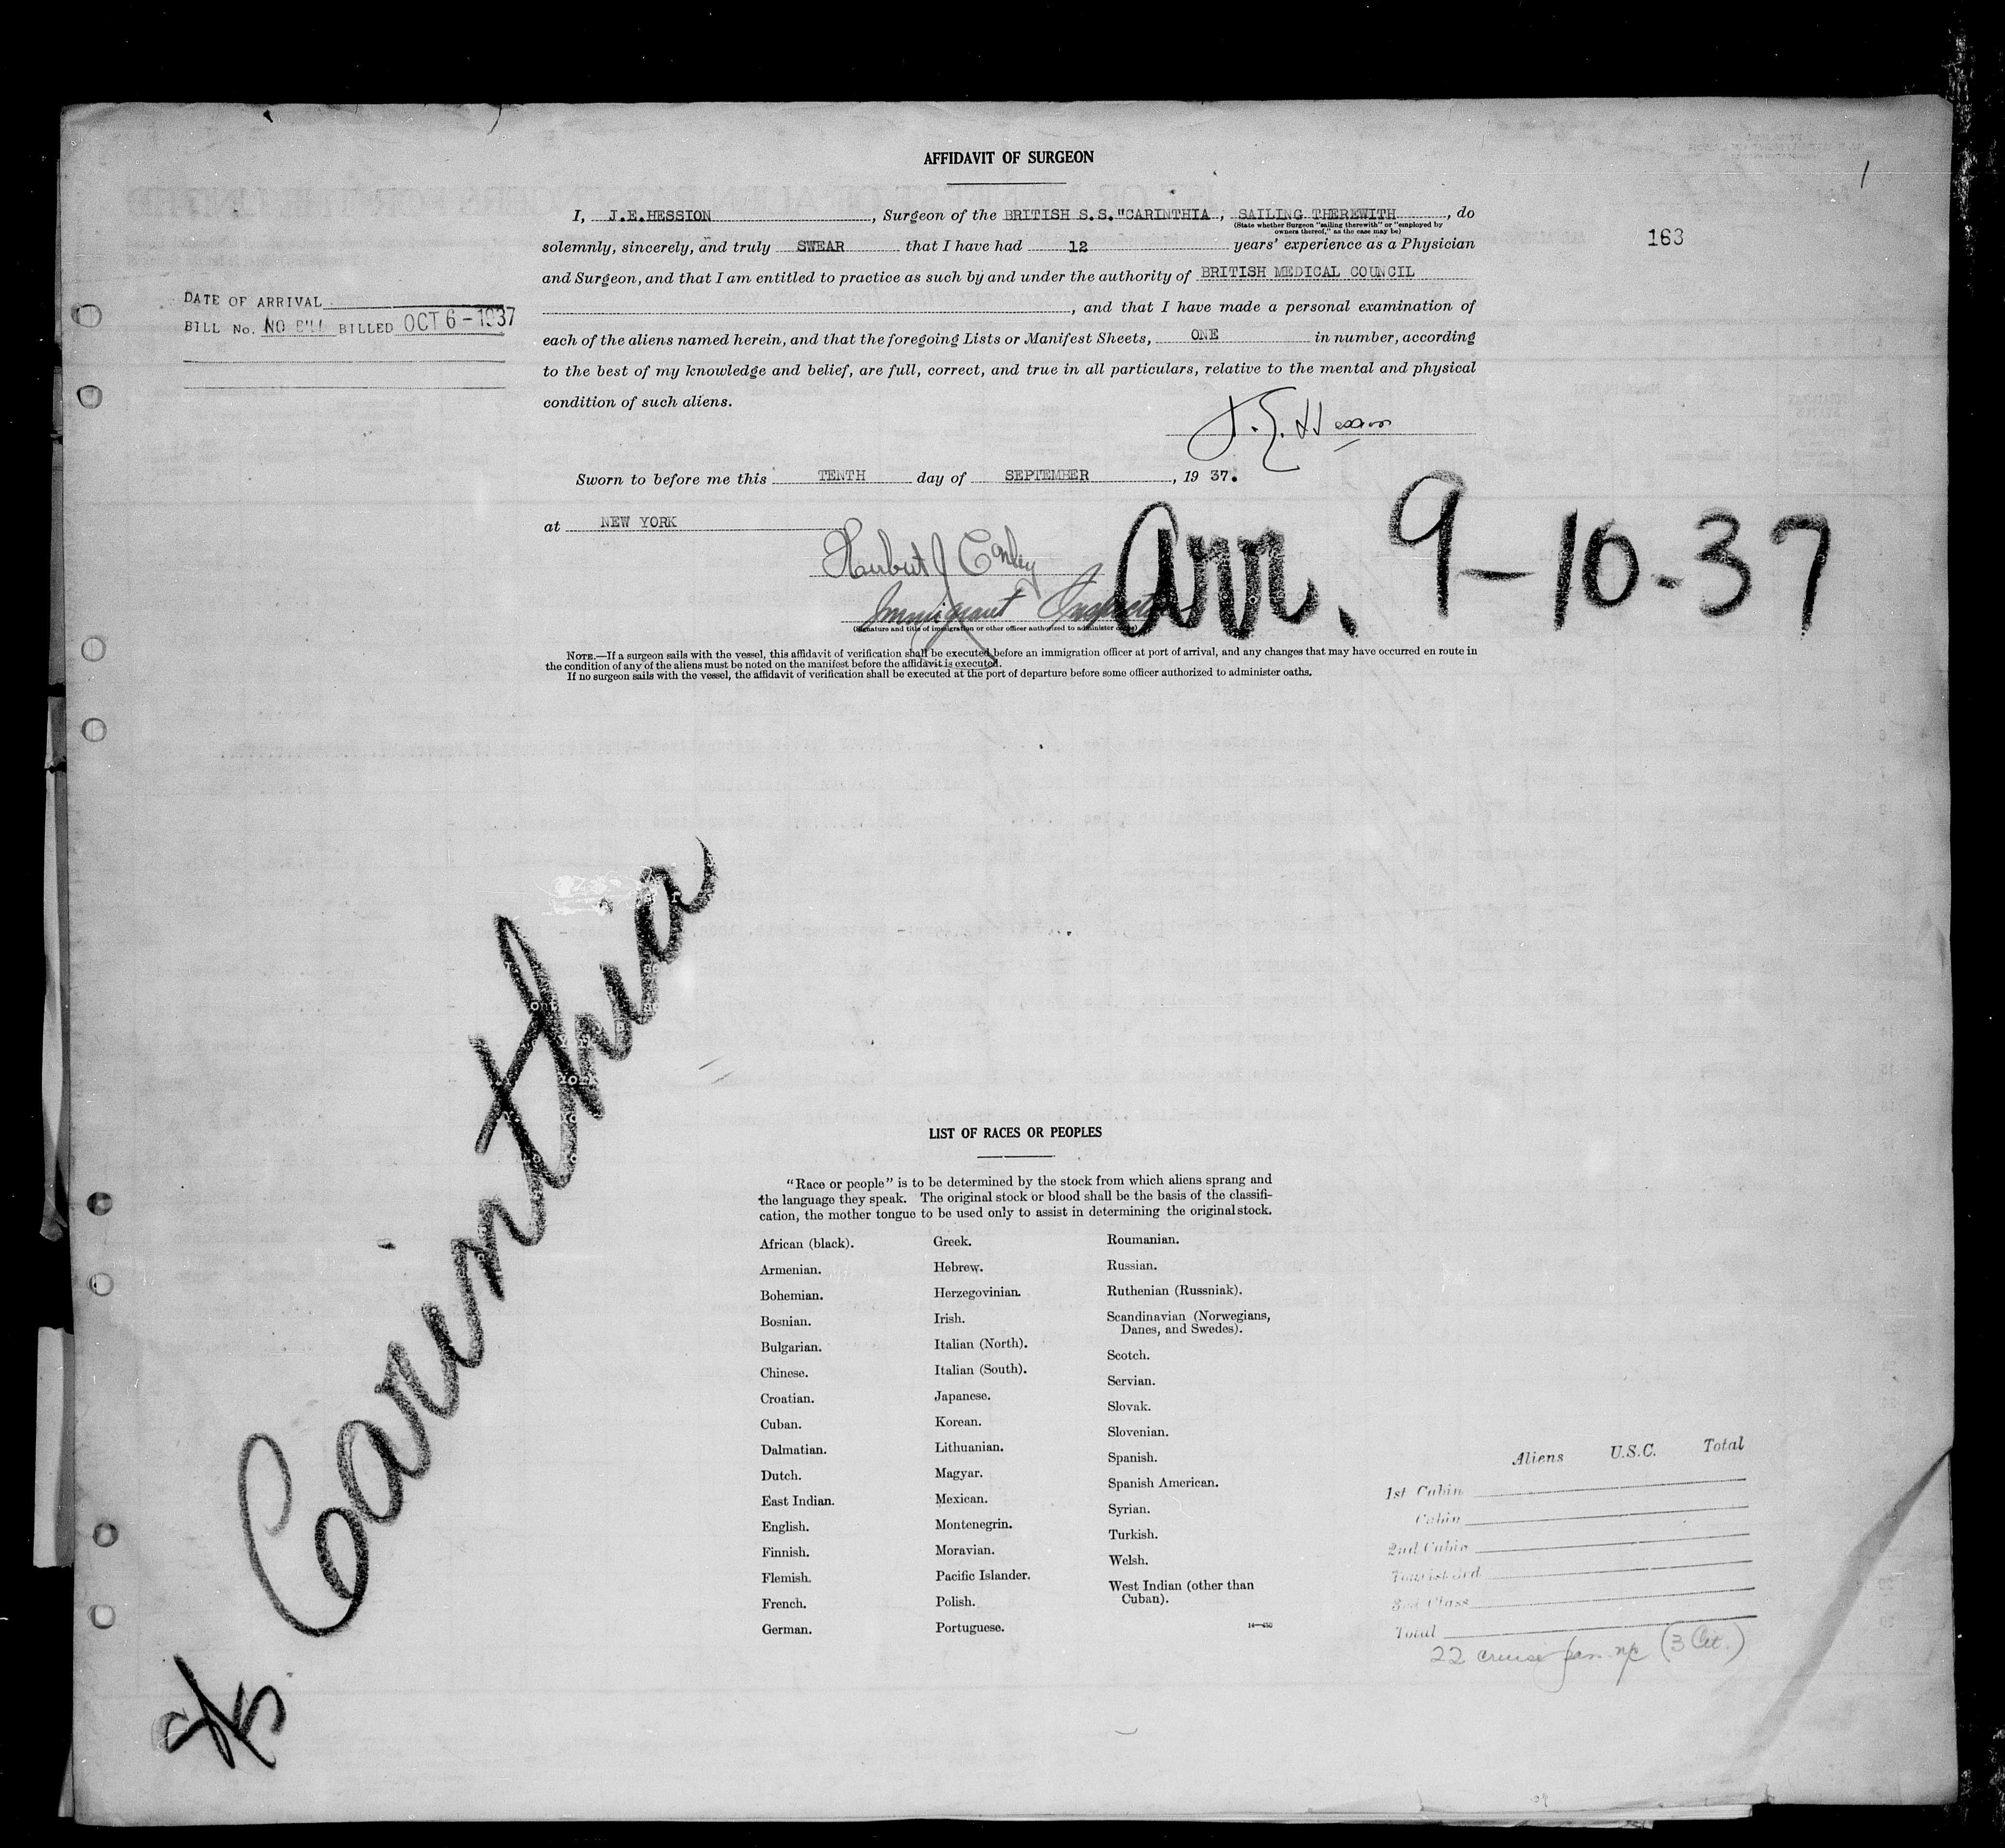 AFFIDAVIT OF SURGEON
1
I, J.E.HESSION, Surgeon of the BRITISH S.S."CARINTHIA, SAILING THEREWITH, do
(State whether Surgeon "sailing therewith" or "employed by
owners thereof," as the case may be)
163
solemnly, sincerely, and truly SWEAR that I have had 12 years' experience as a Physician
and Surgeon, and that I am entitled to practice as such by and under the authority of BRITISH MEDICAL COUNCIL
, and that I have made a personal examination of
each of the aliens named herein, and that the foregoing Lists or Manifest Sheets, ONE in number, according
to the best of my knowledge and belief, are full, correct, and true in all particulars, relative to the mental and physical
condition of such aliens.
DATE OF ARRIVAL
BILL No. NO BILL BILLED OCT 6-1937
J. E. Hession
Sworn to before me this TENTH day of SEPTEMBER, 19 37.
at NEW YORK
Herbert J Conley
Immigrant Inspector
(Signature and title of immigration or other officer authorized to administer oaths)
Arr. 9-10-37
NOTE.—If a surgeon sails with the vessel, this affidavit of verification shall be executed before an immigration officer at port of arrival, and any changes that may have occurred en route in
the condition of any of the aliens must be noted on the manifest before the affidavit is executed.
If no surgeon sails with the vessel, the affidavit of verification shall be executed at the port of departure before some officer authorized to administer oaths.
Carinthia
LIST OF RACES OR PEOPLES
"Race or people" is to be determined by the stock from which aliens sprang and
the language they speak. The original stock or blood shall be the basis of the classifi-
cation, the mother tongue to be used only to assist in determining the original stock.
African (black).
Armenian.
Bohemian.
Bosnian.
Bulgarian.
Chinese.
Croatian.
Cuban.
Dalmatian.
Dutch.
East Indian.
English.
Finnish.
Flemish.
French.
German.
Greek.
Hebrew.
Herzegovinian.
Irish.
Italian (North).
Italian (South).
Japanese.
Korean.
Lithuanian.
Magyar.
Mexican.
Montenegrin.
Moravian.
Pacific Islander.
Polish.
Portuguese.
Roumanian.
Russian.
Ruthenian (Russniak).
Scandinavian (Norwegians,
Danes, and Swedes).
Scotch.
Servian.
Slovak.
Slovenian.
Spanish.
Spanish American.
Syrian.
Turkish.
Welsh.
West Indian (other than
Cuban).
Aliens U.S.C. Total
1st Cabin
Cabin
2nd Cabin
Tourist 3rd
3rd Class
Total
22 cruise